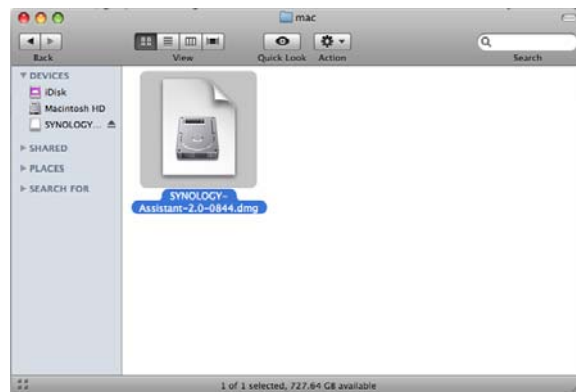 mac
Back
View
Quick Look
Action
Search
DEVICES
iDisk
Macintosh HD
SYNOLOGY...
SHARED
PLACES
SEARCH FOR
SYNOLOGY-
Assistant-2.0-0844.dmg
1 of 1 selected, 727.64 GB available